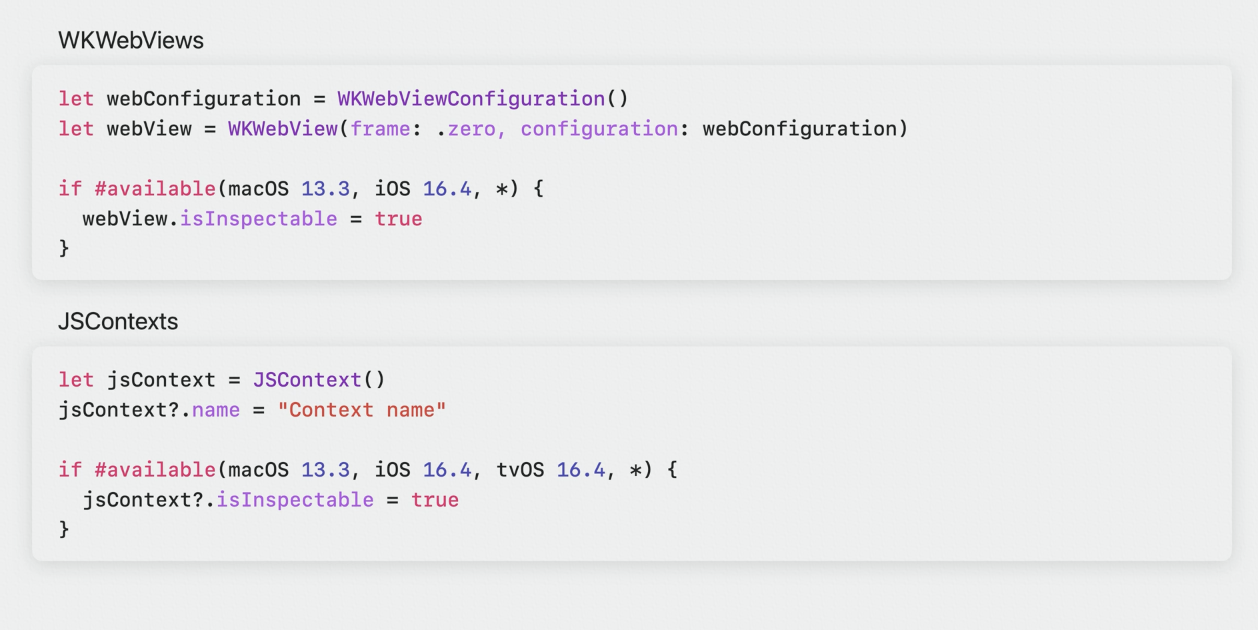 WKWebViews
let webConfiguration = WKWebViewConfiguration()
let webView = WKWebView(frame: .zero, configuration: webConfiguration)
if #available(macOS 13.3, iOS 16.4, *) {
  webView.isInspectable = true
}
JSContexts
let jsContext = JSContext()
jsContext?.name = "Context name"
if #available(macOS 13.3, iOS 16.4, tvOS 16.4, *) {
  jsContext?.isInspectable = true
}